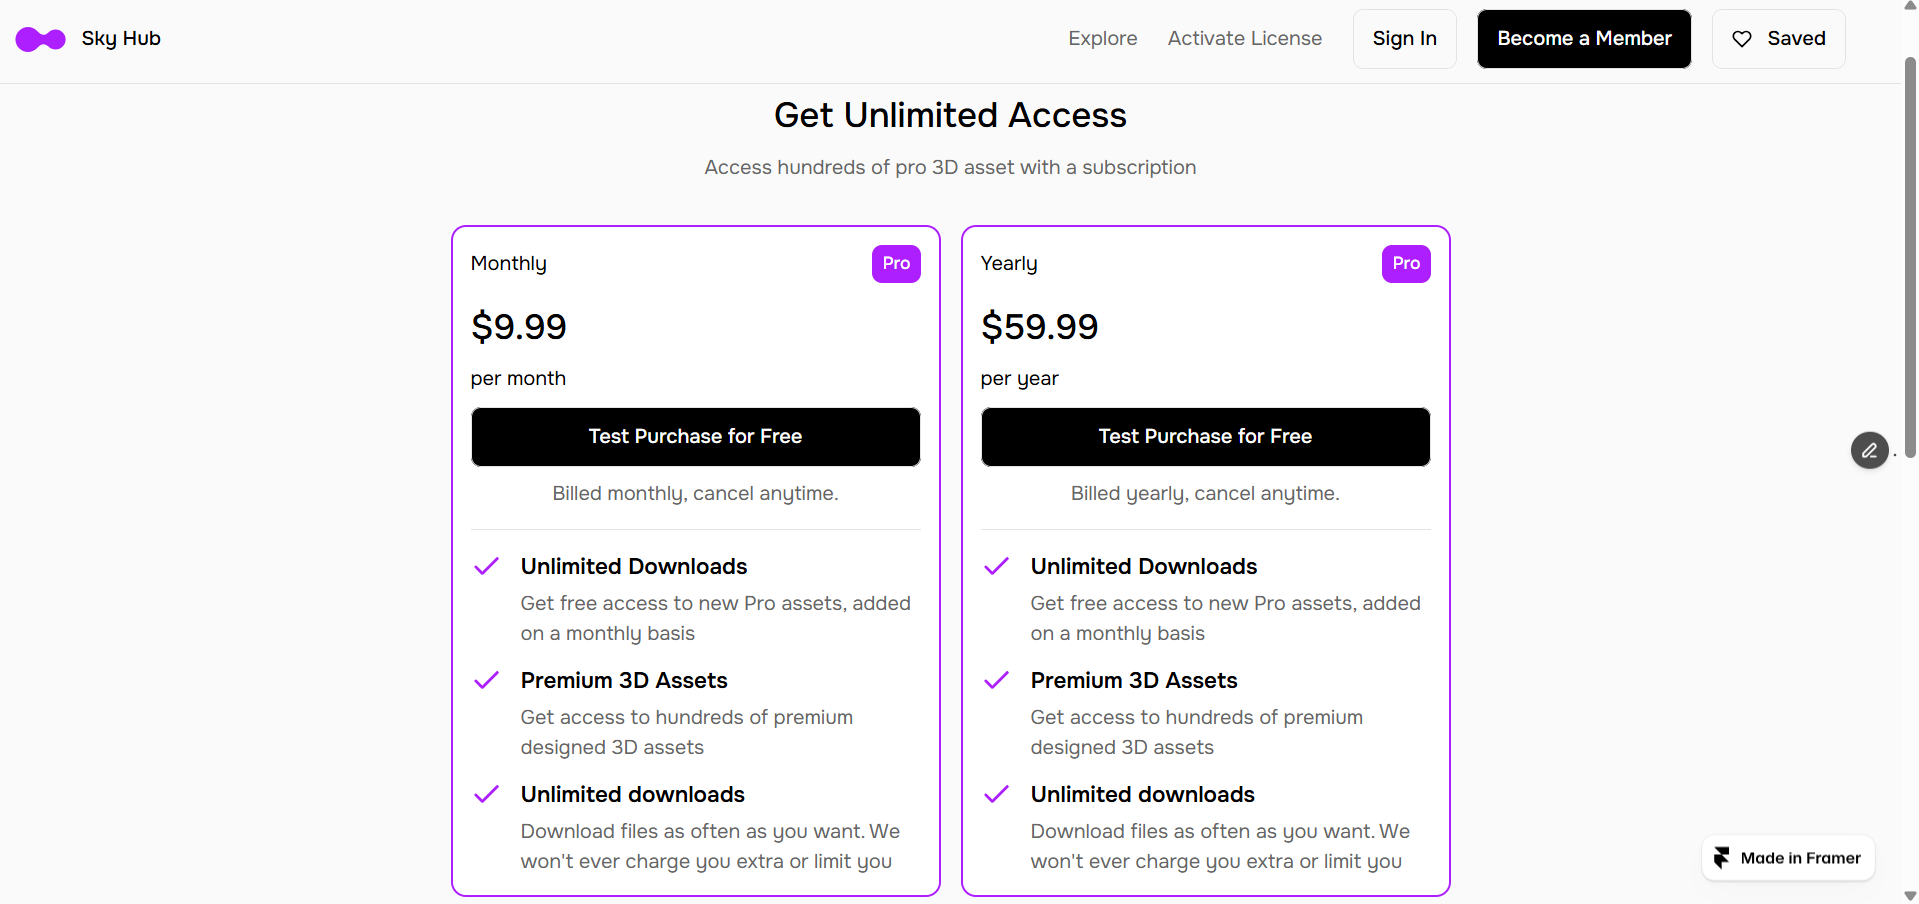 Sky Hub
Explore
Activate License
Sign In
Become a Member
Saved
Get Unlimited Access
Access hundreds of pro 3D asset with a subscription
Monthly
Pro
$9.99
per month
Test Purchase for Free
Billed monthly, cancel anytime.
Unlimited Downloads
Get free access to new Pro assets, added
on a monthly basis
Premium 3D Assets
Get access to hundreds of premium
designed 3D assets
Unlimited downloads
Download files as often as you want. We
won't ever charge you extra or limit you
Yearly
Pro
$59.99
per year
Test Purchase for Free
Billed yearly, cancel anytime.
Unlimited Downloads
Get free access to new Pro assets, added
on a monthly basis
Premium 3D Assets
Get access to hundreds of premium
designed 3D assets
Unlimited downloads
Download files as often as you want. We
won't ever charge you extra or limit you
Made in Framer